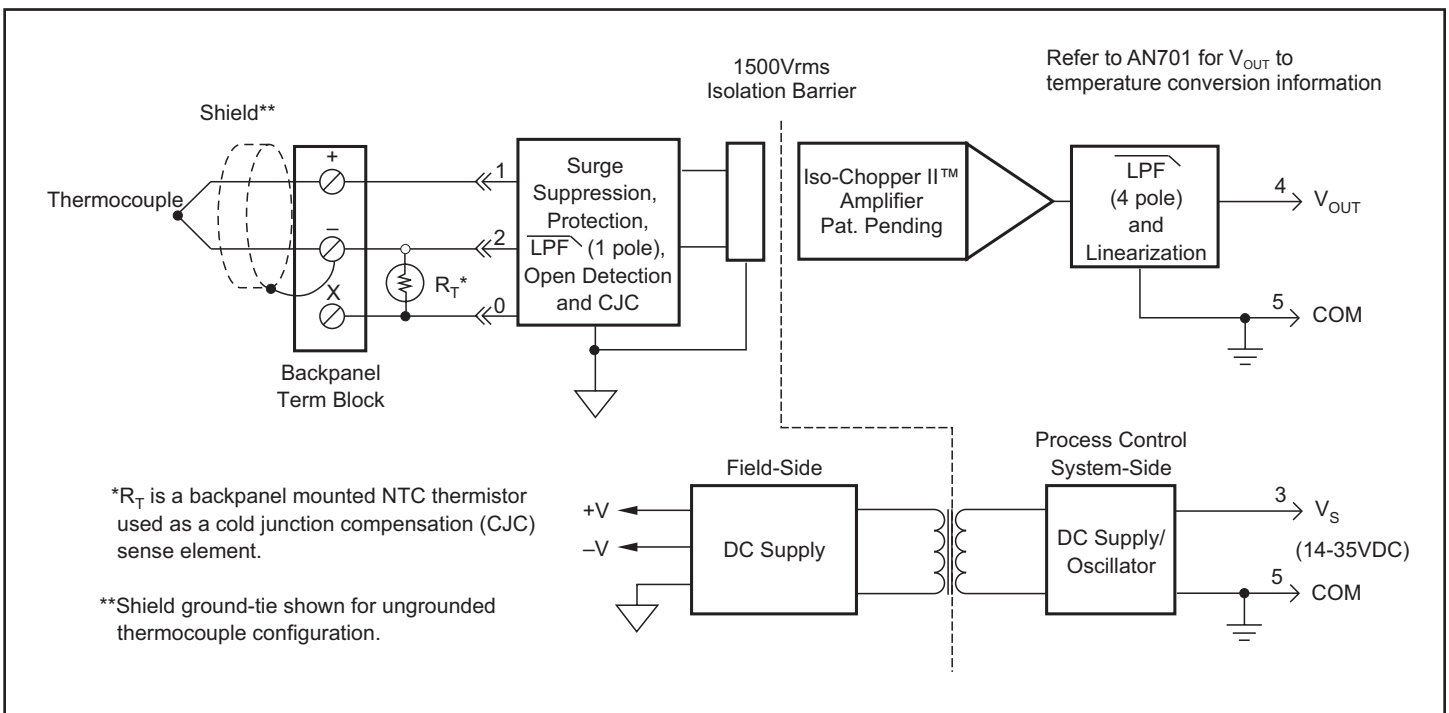 1500Vrms
Isolation Barrier
Refer to AN701 for VOUT to
temperature conversion information
Shield**
Thermocouple
+
–
X
Backpanel
Term Block
RT*
1
2
0
Surge
Suppression,
Protection,
LPF (1 pole),
Open Detection
and CJC
Iso-Chopper II™
Amplifier
Pat. Pending
LPF
(4 pole)
and
Linearization
4
VOUT
5
COM
*RT is a backpanel mounted NTC thermistor
used as a cold junction compensation (CJC)
sense element.
**Shield ground-tie shown for ungrounded
thermocouple configuration.
Field-Side
+V
–V
DC Supply
Process Control
System-Side
DC Supply/
Oscillator
3
VS
(14-35VDC)
5
COM